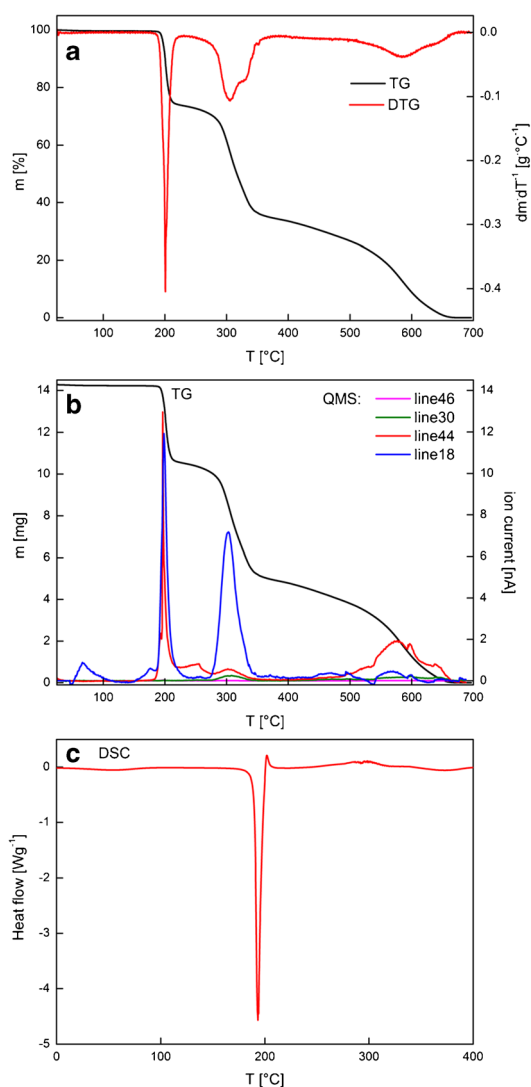 a
100
80
60
40
20
0
m [%]
0.0
-0.1
-0.2
-0.3
-0.4
dm·dT⁻¹ [g·°C⁻¹]
TG
DTG
100 200 300 400 500 600 700
T [°C]
b
TG
QMS:
line46
line30
line44
line18
14
12
10
8
6
4
2
0
m [mg]
14
12
10
8
6
4
2
0
ion current [nA]
100 200 300 400 500 600 700
T [°C]
c
DSC
0
-1
-2
-3
-4
-5
Heat flow [Wg⁻¹]
0 100 200 300 400
T [°C]